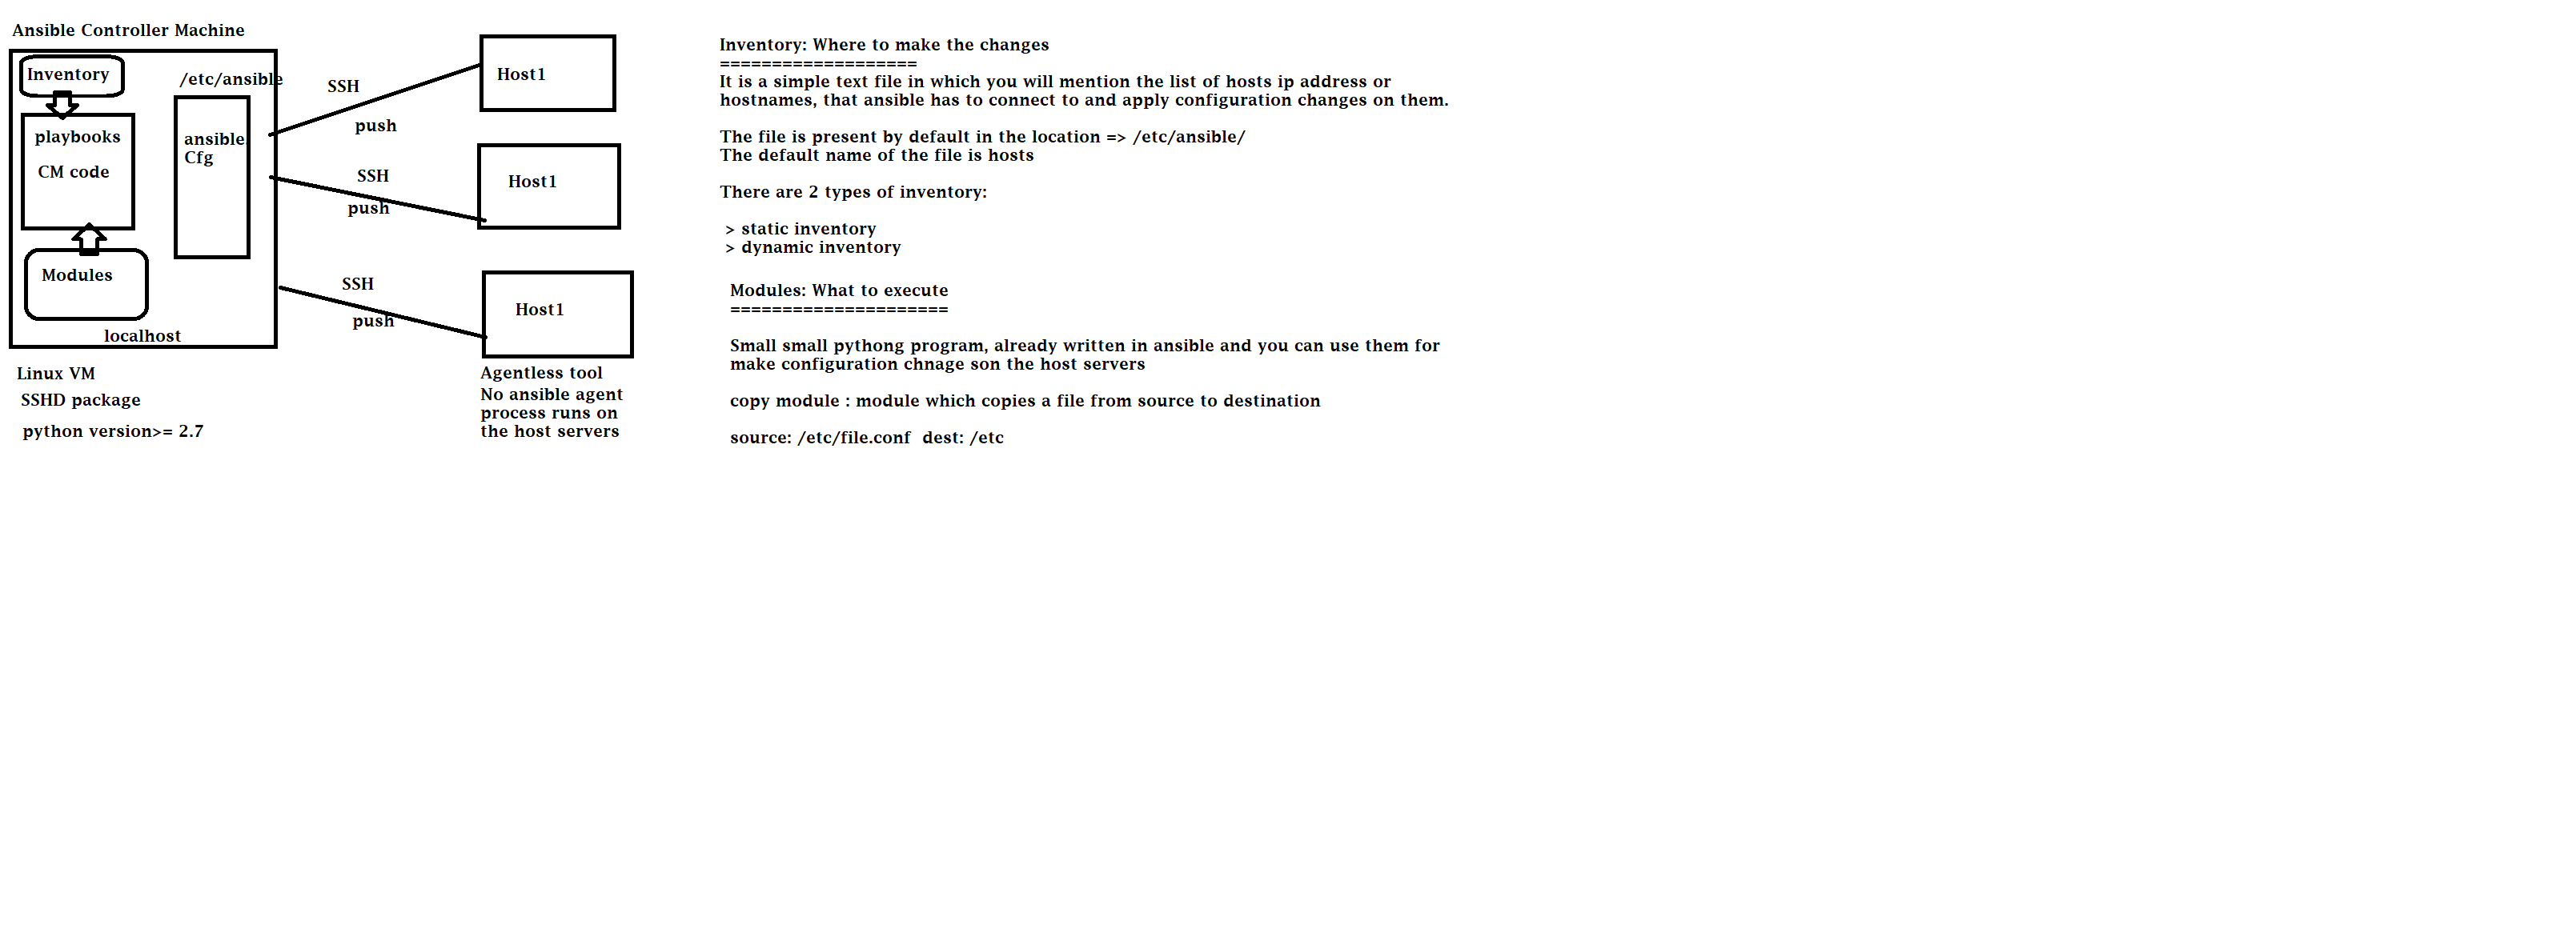 Ansible Controller Machine
Inventory
/etc/ansible
playbooks
CM code
ansible
Cfg
Modules
localhost
Linux VM
SSHD package
python version>= 2.7
SSH
push
SSH
push
SSH
push
Host1
Host1
Host1
Agentless tool
No ansible agent
process runs on
the host servers
Inventory: Where to make the changes
===================
It is a simple text file in which you will mention the list of hosts ip address or
hostnames, that ansible has to connect to and apply configuration changes on them.
The file is present by default in the location => /etc/ansible/
The default name of the file is hosts
There are 2 types of inventory:
> static inventory
> dynamic inventory
Modules: What to execute
=====================
Small small pythong program, already written in ansible and you can use them for
make configuration chnage son the host servers
copy module : module which copies a file from source to destination
source: /etc/file.conf  dest: /etc